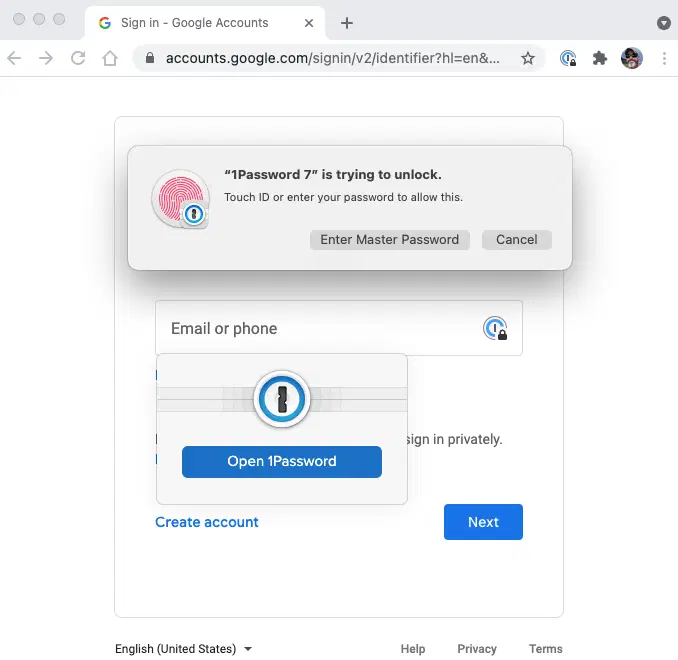 Sign in - Google Accounts
accounts.google.com/signin/v2/identifier?hl=en&...
“1Password 7” is trying to unlock.
Touch ID or enter your password to allow this.
Enter Master Password
Cancel
Email or phone
sign in privately.
Open 1Password
Create account
Next
English (United States)
Help
Privacy
Terms